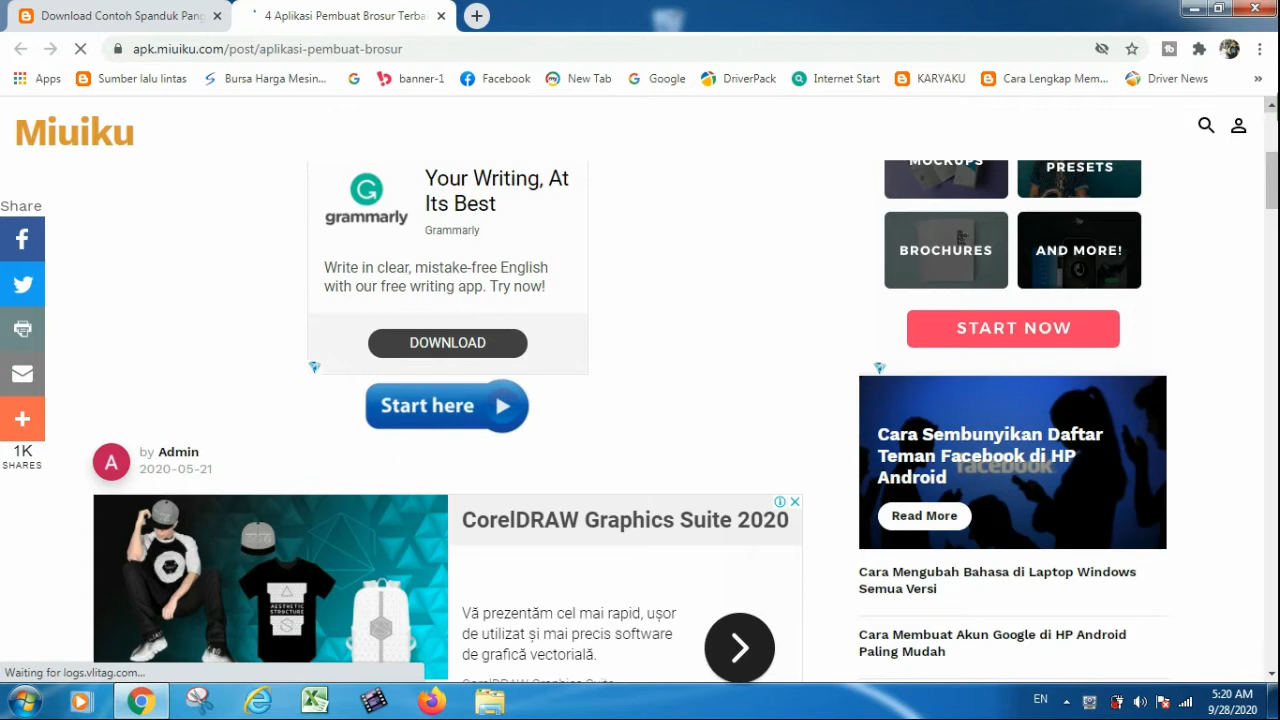 Download Contoh Spanduk Pang
4 Aplikasi Pembuat Brosur Terbai
apk.miuiku.com/post/aplikasi-pembuat-brosur
Apps
Sumber lalu lintas
Bursa Harga Mesin...
banner-1
Facebook
New Tab
Google
DriverPack
Internet Start
KARYAKU
Cara Lengkap Mem...
Driver News
Miuiku
Share
1K
SHARES
grammarly
Your Writing, At
Its Best
Grammarly
Write in clear, mistake-free English
with our free writing app. Try now!
DOWNLOAD
Start here
A
by Admin
2020-05-21
AESTHETIC
STRUCTURE
CorelDRAW Graphics Suite 2020
Vă prezentăm cel mai rapid, ușor
de utilizat și mai precis software
de grafică vectorială.
CorelDRAW Graphics Suite
MOCKUPS
PRESETS
BROCHURES
AND MORE!
START NOW
facebook
Cara Sembunyikan Daftar
Teman Facebook di HP
Android
Read More
Cara Mengubah Bahasa di Laptop Windows
Semua Versi
Cara Membuat Akun Google di HP Android
Paling Mudah
Waiting for logs.vlitag.com...
EN
5:20 AM
9/28/2020